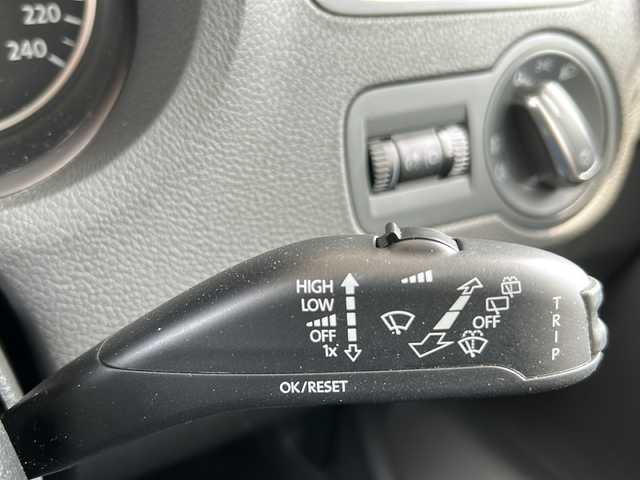 220
240
HIGH
LOW
OFF
1x
OFF
TRIP
OK/RESET